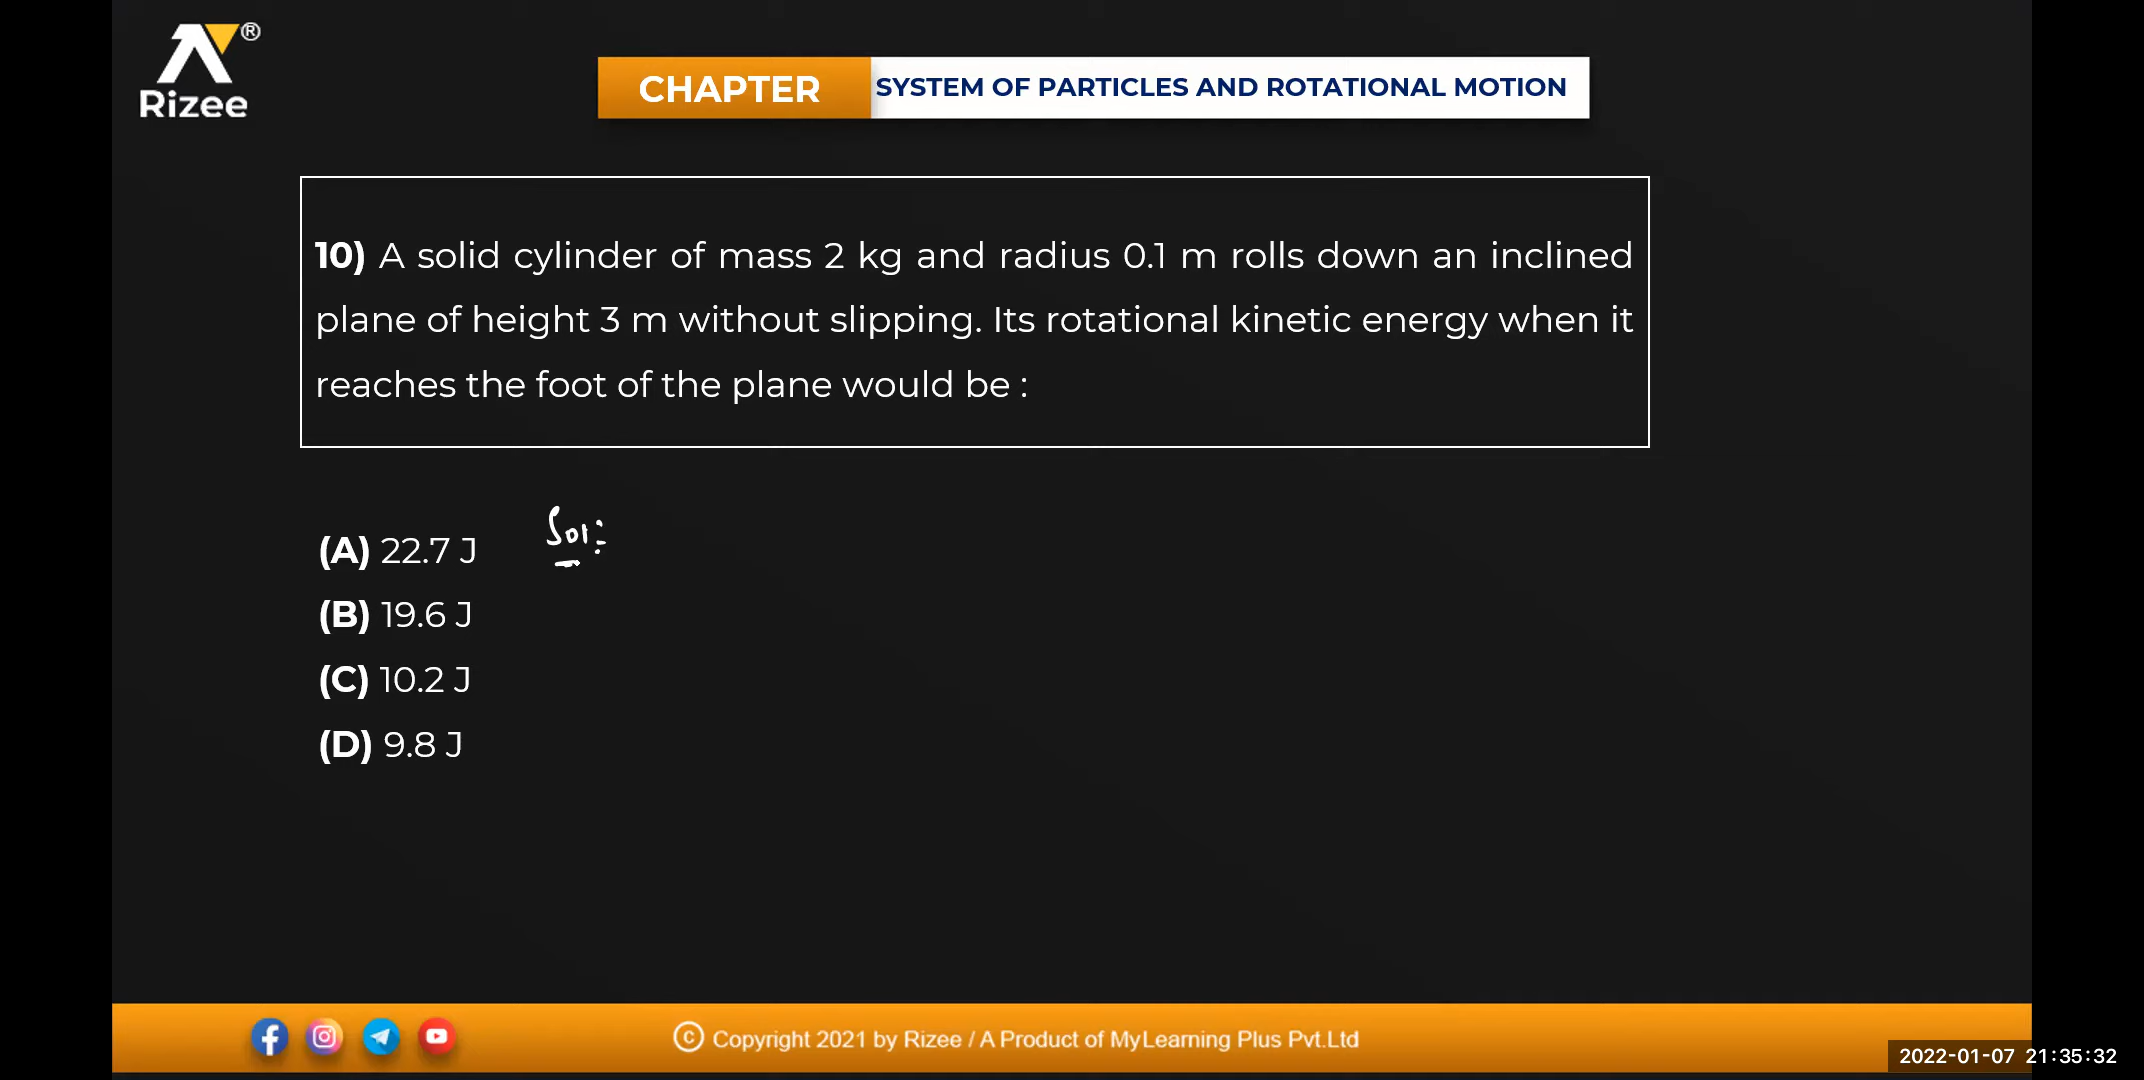 Rizee®
CHAPTER SYSTEM OF PARTICLES AND ROTATIONAL MOTION
10) A solid cylinder of mass 2 kg and radius 0.1 m rolls down an inclined
plane of height 3 m without slipping. Its rotational kinetic energy when it
reaches the foot of the plane would be :
(A) 22.7 J
Sol:
(B) 19.6 J
(C) 10.2 J
(D) 9.8 J
© Copyright 2021 by Rizee / A Product of MyLearning Plus Pvt.Ltd
2022-01-07 21:35:32